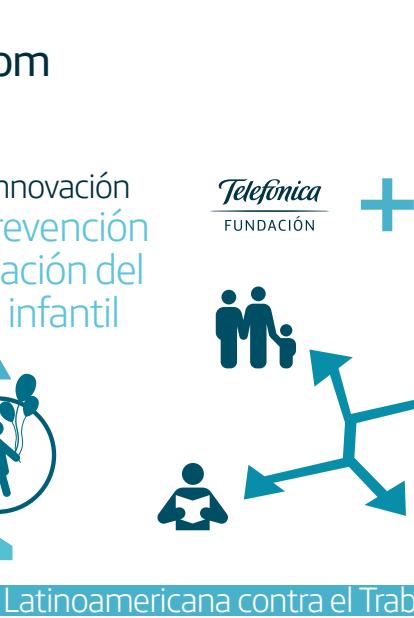 om
nnovación
revención
ación del
infantil
Telefónica
FUNDACIÓN
Latinoamericana contra el Trab